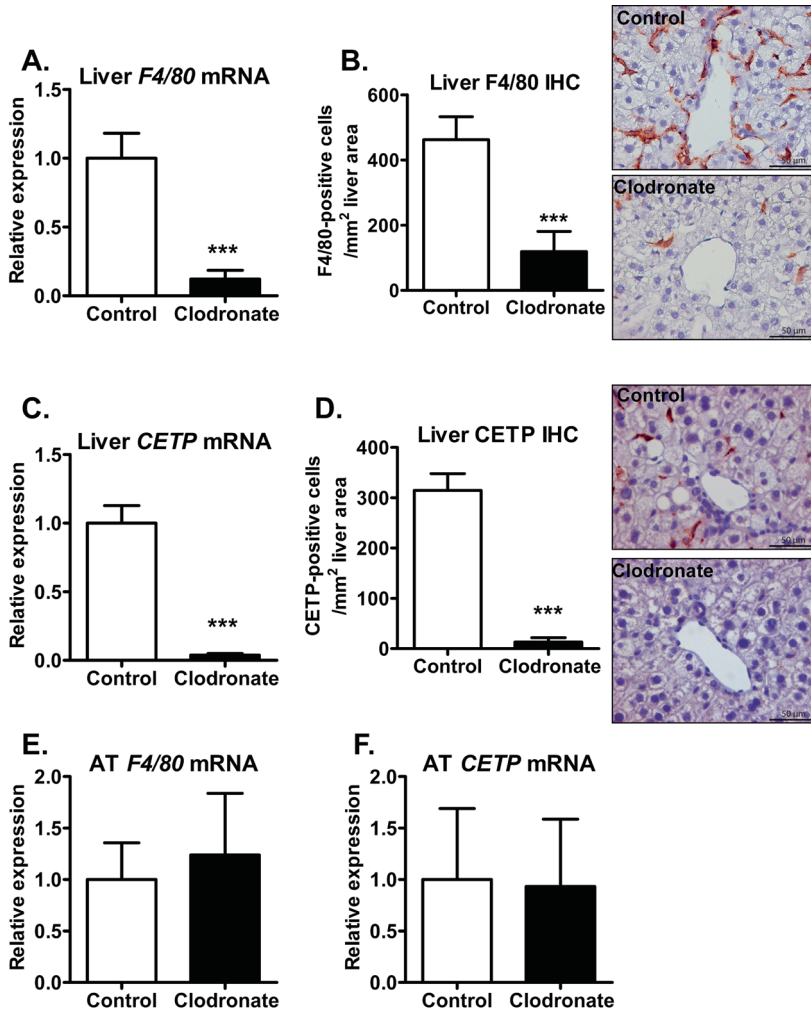 A.
Liver F4/80 mRNA
Relative expression
1.5
1.0
0.5
0.0
***
Control
Clodronate
B.
Liver F4/80 IHC
F4/80-positive cells
/mm² liver area
600
400
200
0
***
Control
Clodronate
Control
50 µm
Clodronate
50 µm
C.
Liver CETP mRNA
Relative expression
1.5
1.0
0.5
0.0
***
Control
Clodronate
D.
Liver CETP IHC
CETP-positive cells
/mm² liver area
400
300
200
100
0
***
Control
Clodronate
Control
50 µm
Clodronate
50 µm
E.
AT F4/80 mRNA
Relative expression
2.0
1.5
1.0
0.5
0.0
Control
Clodronate
F.
AT CETP mRNA
Relative expression
2.0
1.5
1.0
0.5
0.0
Control
Clodronate